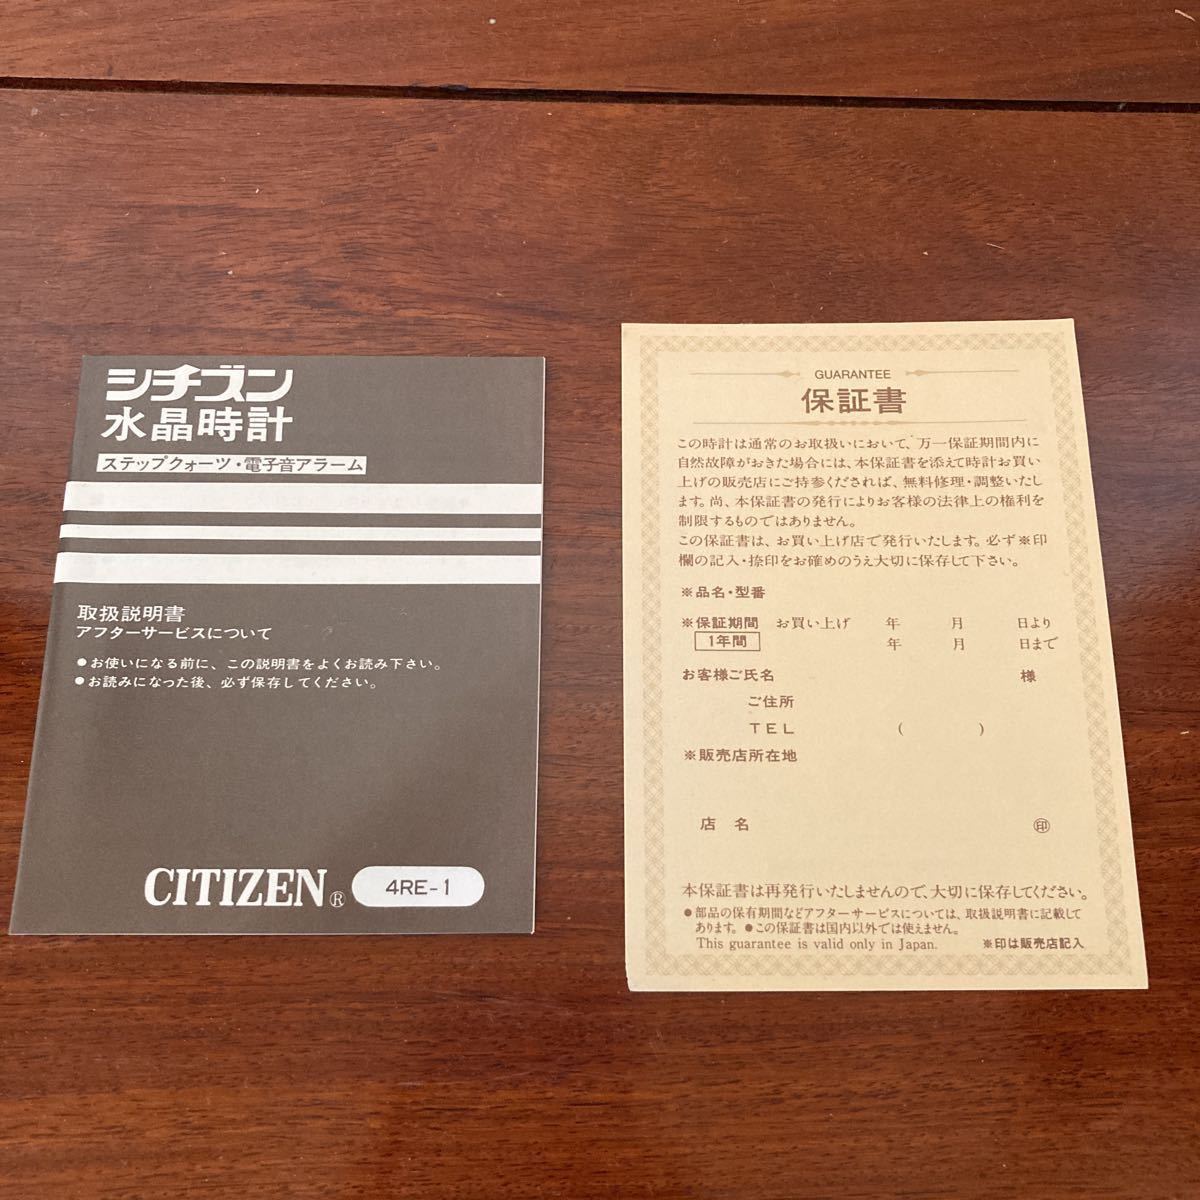 シチズン
水晶時計
ステップクォーツ・電子音アラーム
取扱説明書
アフターサービスについて
●お使いになる前に、この説明書をよくお読み下さい。
●お読みになった後、必ず保存してください。
CITIZEN®
4RE-1
GUARANTEE
保証書
この時計は通常のお取扱いにおいて、万一保証期間内に
自然故障がおきた場合には、本保証書を添えて時計お買い
上げの販売店にご持参くだされば、無料修理・調整いたし
ます。尚、本保証書の発行によりお客様の法律上の権利を
制限するものではありません。
この保証書は、お買い上げ店で発行いたします。必ず※印
欄の記入・捺印をお確めのうえ大切に保存して下さい。
※品名・型番
※保証期間 お買い上げ 年 月 日より
1年間 年 月 日まで
お客様ご氏名 様
ご住所
TEL ( )
※販売店所在地
店名 ㊞
本保証書は再発行いたしませんので、大切に保存してください。
●部品の保有期間などアフターサービスについては、取扱説明書に記載して
あります。●この保証書は国内以外では使えません。
This guarantee is valid only in Japan. ※印は販売店記入